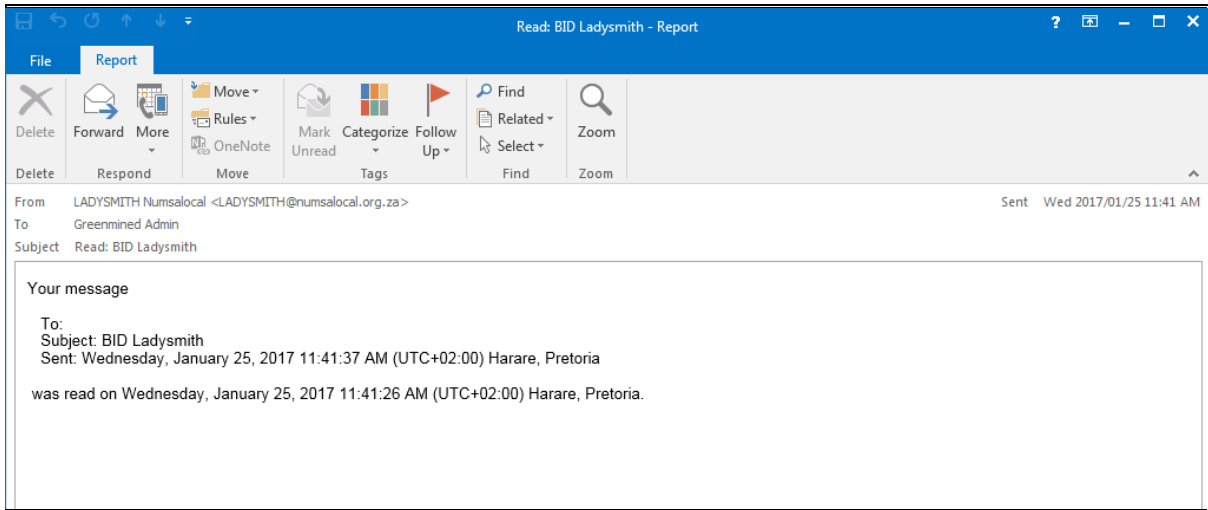 Read: BID Ladysmith - Report
?
File Report
Delete
Forward
More
Move
Rules
OneNote
Mark Unread
Categorize
Follow Up
Find
Related
Select
Zoom
Delete Respond Move Tags Find Zoom
From LADYSMITH Numsalocal <LADYSMITH@numsalocal.org.za> Sent Wed 2017/01/25 11:41 AM
To Greenmined Admin
Subject Read: BID Ladysmith
Your message
To:
Subject: BID Ladysmith
Sent: Wednesday, January 25, 2017 11:41:37 AM (UTC+02:00) Harare, Pretoria
was read on Wednesday, January 25, 2017 11:41:26 AM (UTC+02:00) Harare, Pretoria.